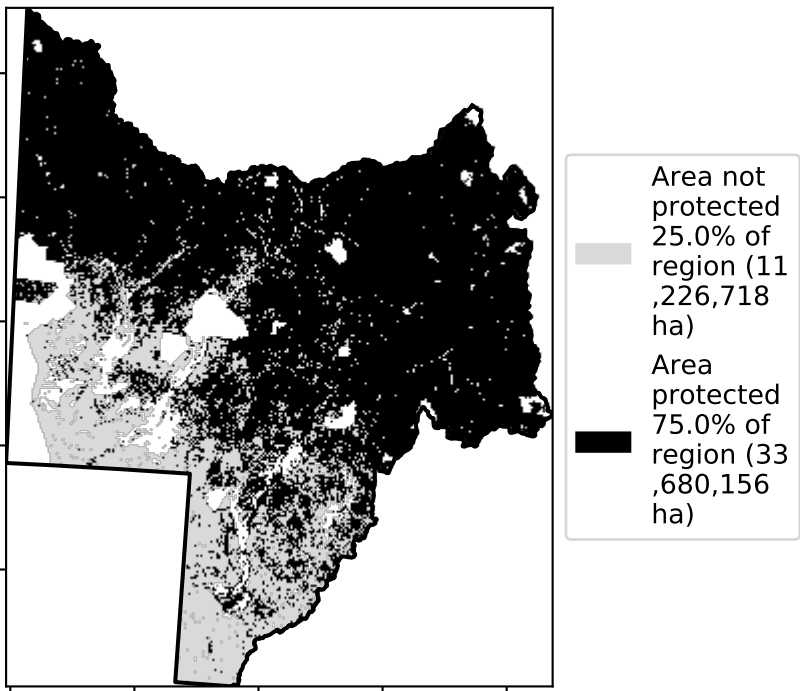 Area not
protected
25.0% of
region (11
,226,718
ha)
Area
protected
75.0% of
region (33
,680,156
ha)